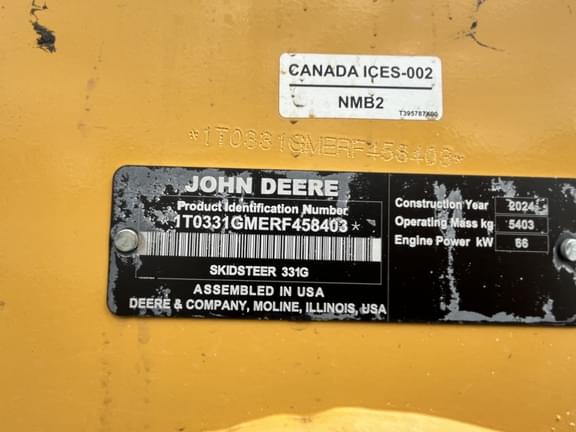 CANADA ICES-002
NMB2
T395787X00
*1T0331GMERF458403*
JOHN DEERE
Product Identification Number
*1T0331GMERF458403*
SKIDSTEER 331G
ASSEMBLED IN USA
DEERE & COMPANY, MOLINE, ILLINOIS, USA
Construction Year 2024
Operating Mass kg 5403
Engine Power kW 66